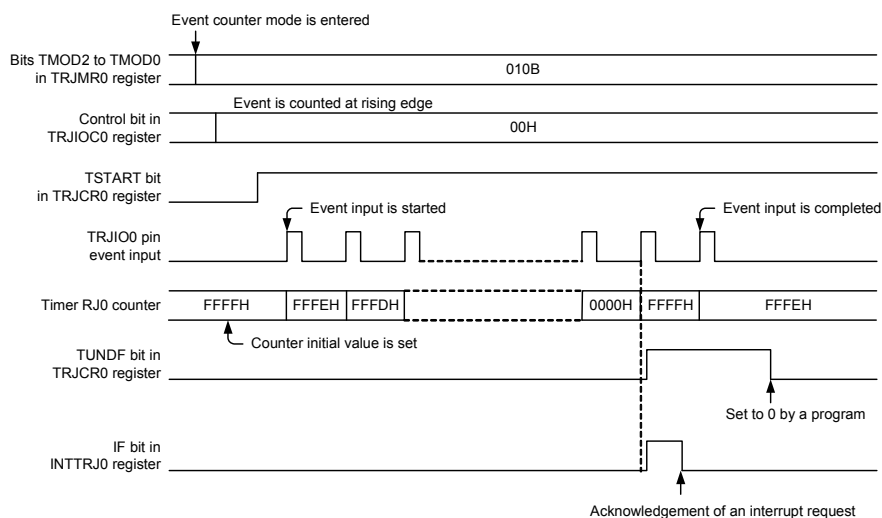 Event counter mode is entered
Bits TMOD2 to TMOD0
in TRJMR0 register
010B
Event is counted at rising edge
Control bit in
TRJIOC0 register
00H
TSTART bit
in TRJCR0 register
Event input is started
Event input is completed
TRJIO0 pin
event input
Timer RJ0 counter
FFFFH
FFFEH
FFFDH
0000H
FFFFH
FFFEH
Counter initial value is set
TUNDF bit in
TRJCR0 register
Set to 0 by a program
IF bit in
INTTRJ0 register
Acknowledgement of an interrupt request